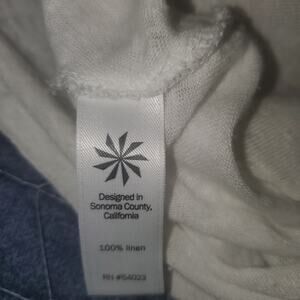 Designed in
Sonoma County,
California
100% linen
RN #54023